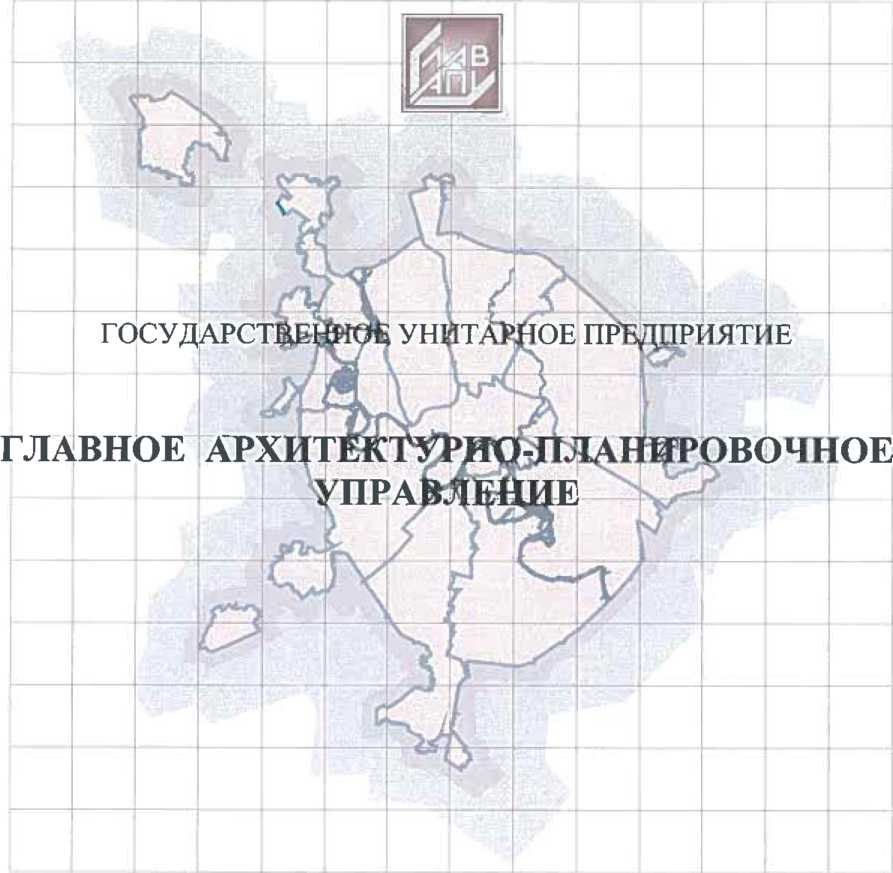 ГЛАВ
АПУ
ГОСУДАРСТВЕННОЕ УНИТАРНОЕ ПРЕДПРИЯТИЕ
ГЛАВНОЕ АРХИТЕКТУРНО-ПЛАНИРОВОЧНОЕ
УПРАВЛЕНИЕ